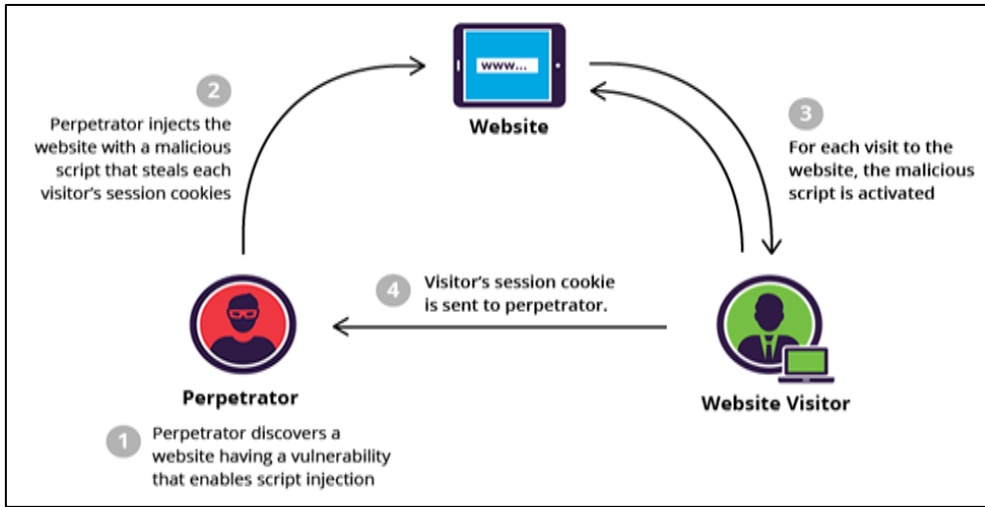 www...
Website
2
Perpetrator injects the
website with a malicious
script that steals each
visitor's session cookies
3
For each visit to the
website, the malicious
script is activated
4
Visitor's session cookie
is sent to perpetrator.
Perpetrator
Website Visitor
1
Perpetrator discovers a
website having a vulnerability
that enables script injection